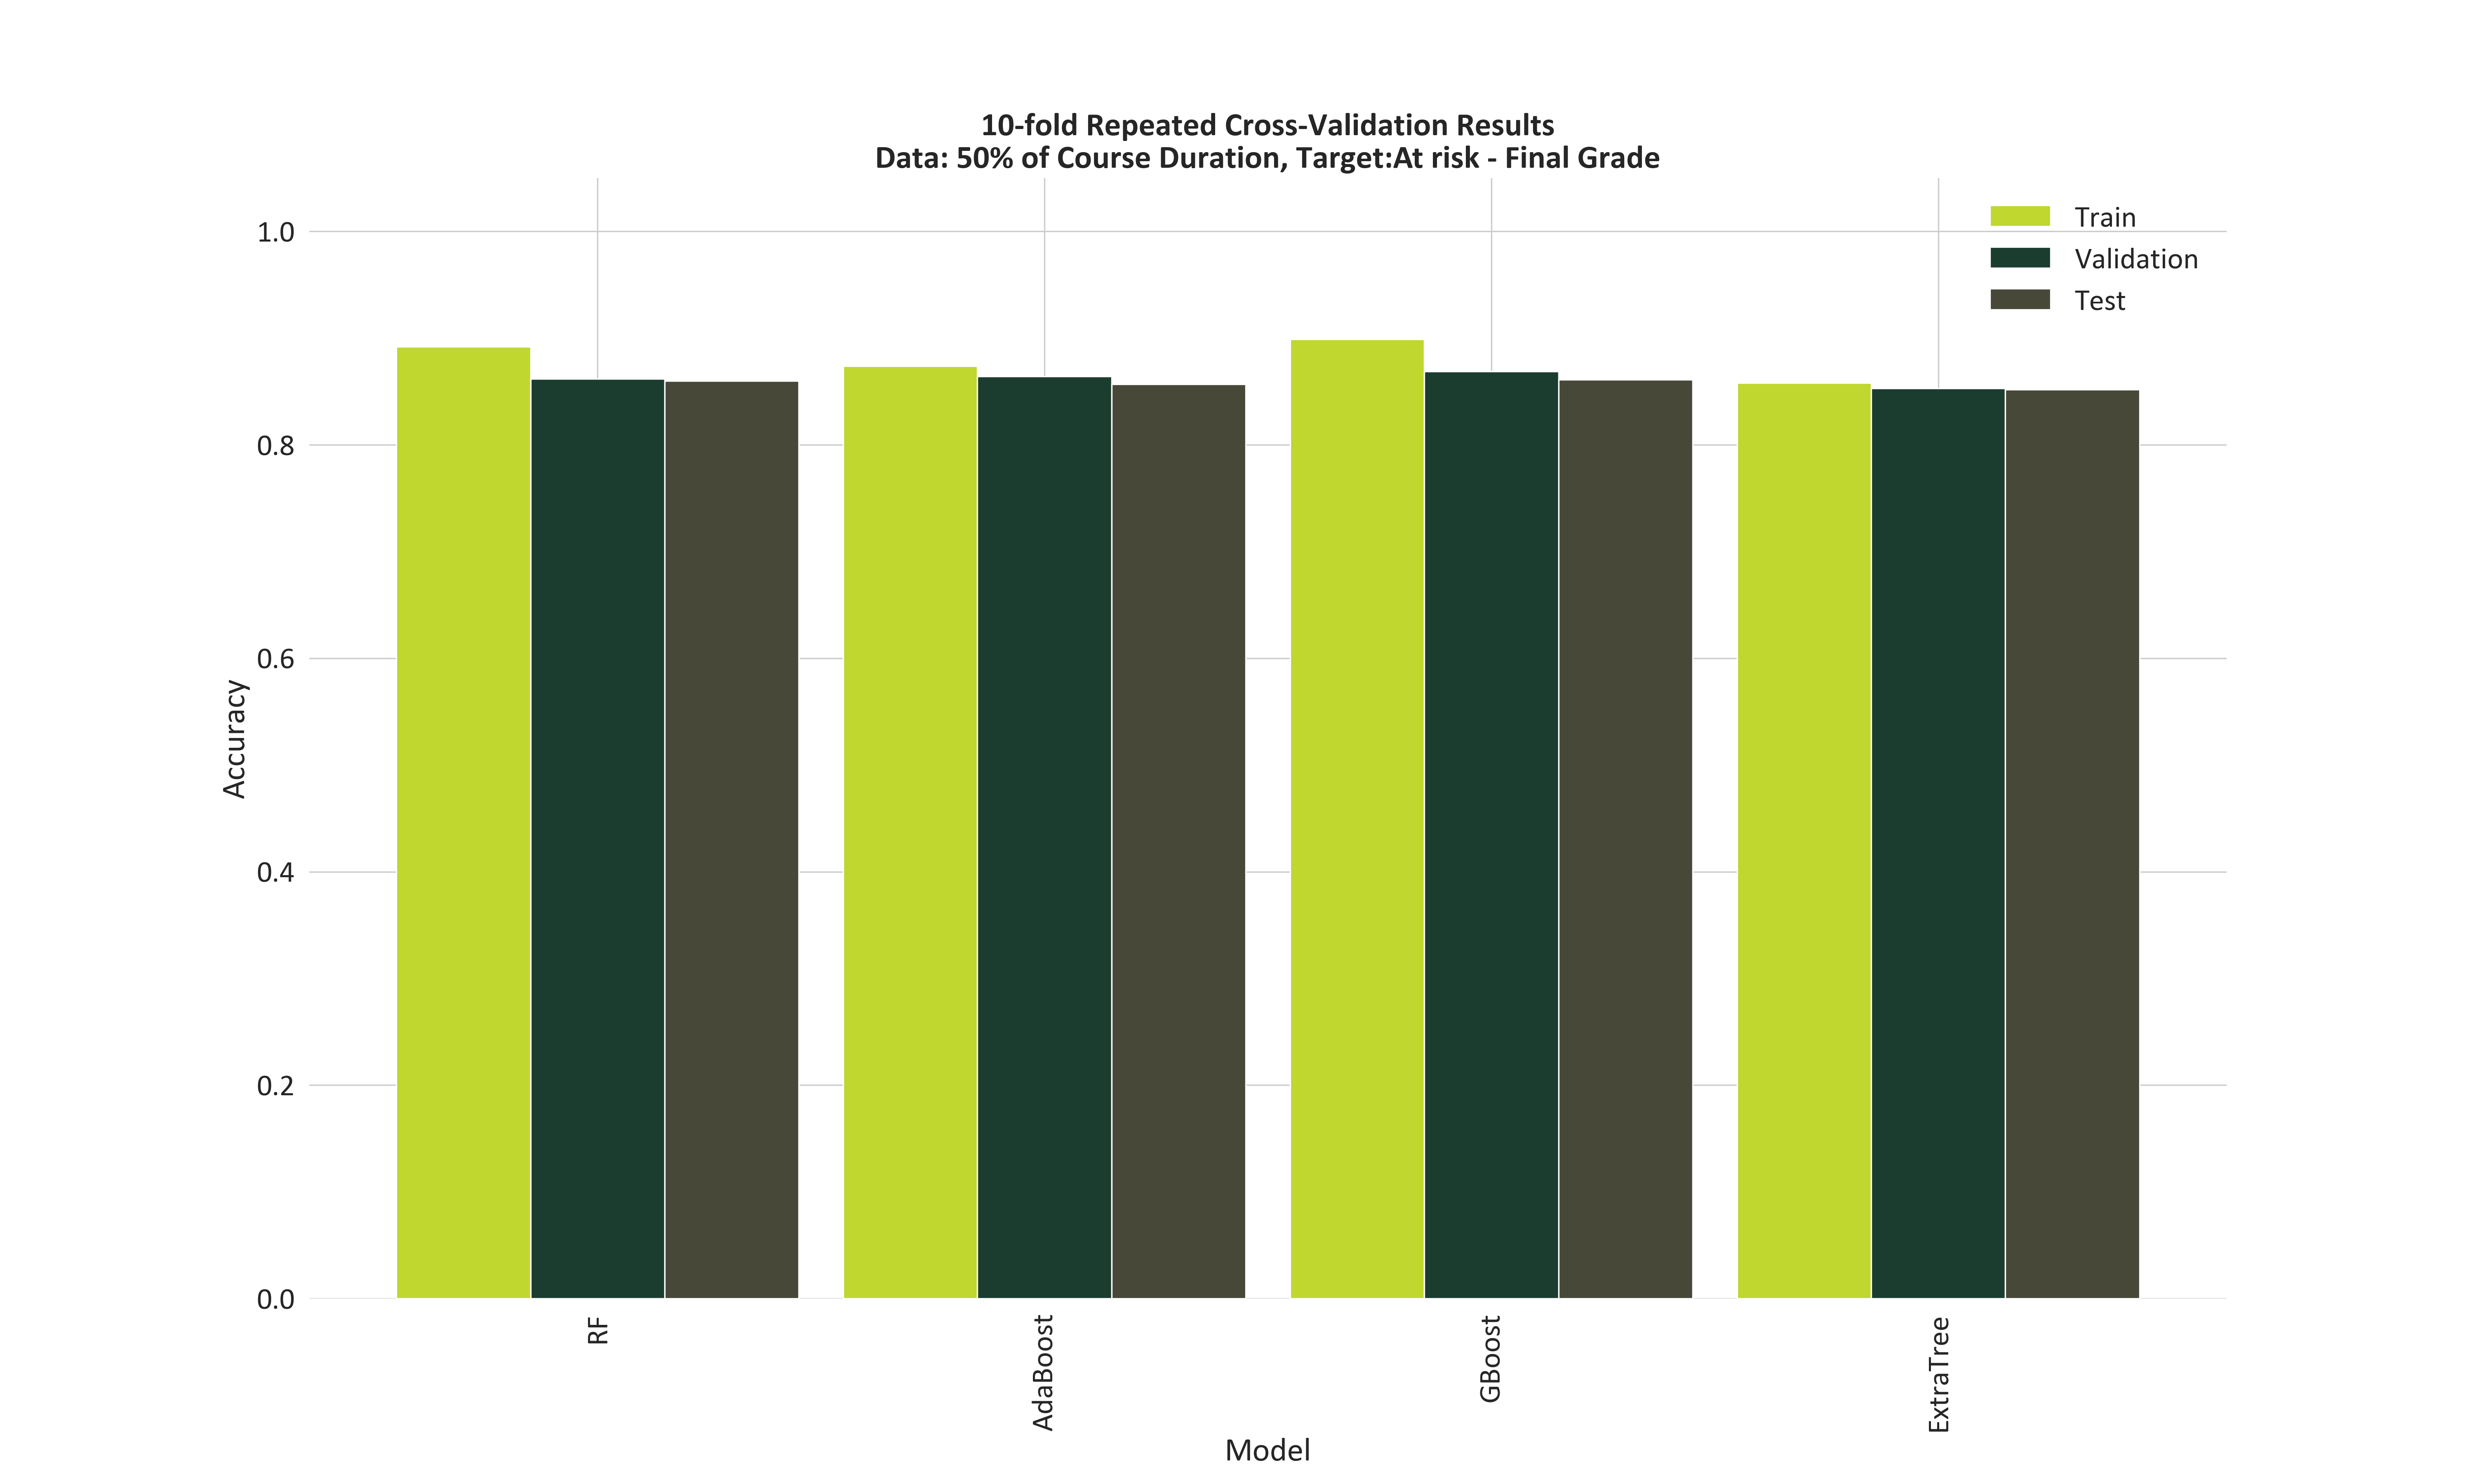 10-fold Repeated Cross-Validation Results
Data: 50% of Course Duration, Target:At risk - Final Grade
Train
Validation
Test
1.0
0.8
0.6
0.4
0.2
0.0
Accuracy
RF
AdaBoost
GBoost
ExtraTree
Model